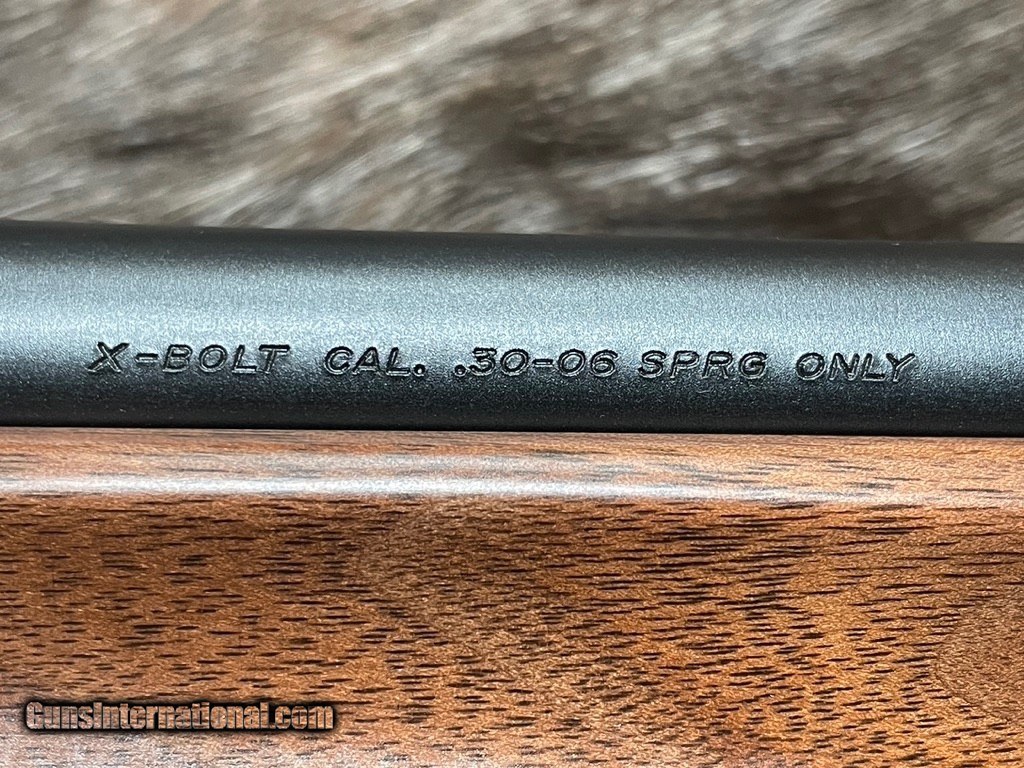 X-BOLT CAL. .30-06 SPRG ONLY
GunsInternational.com